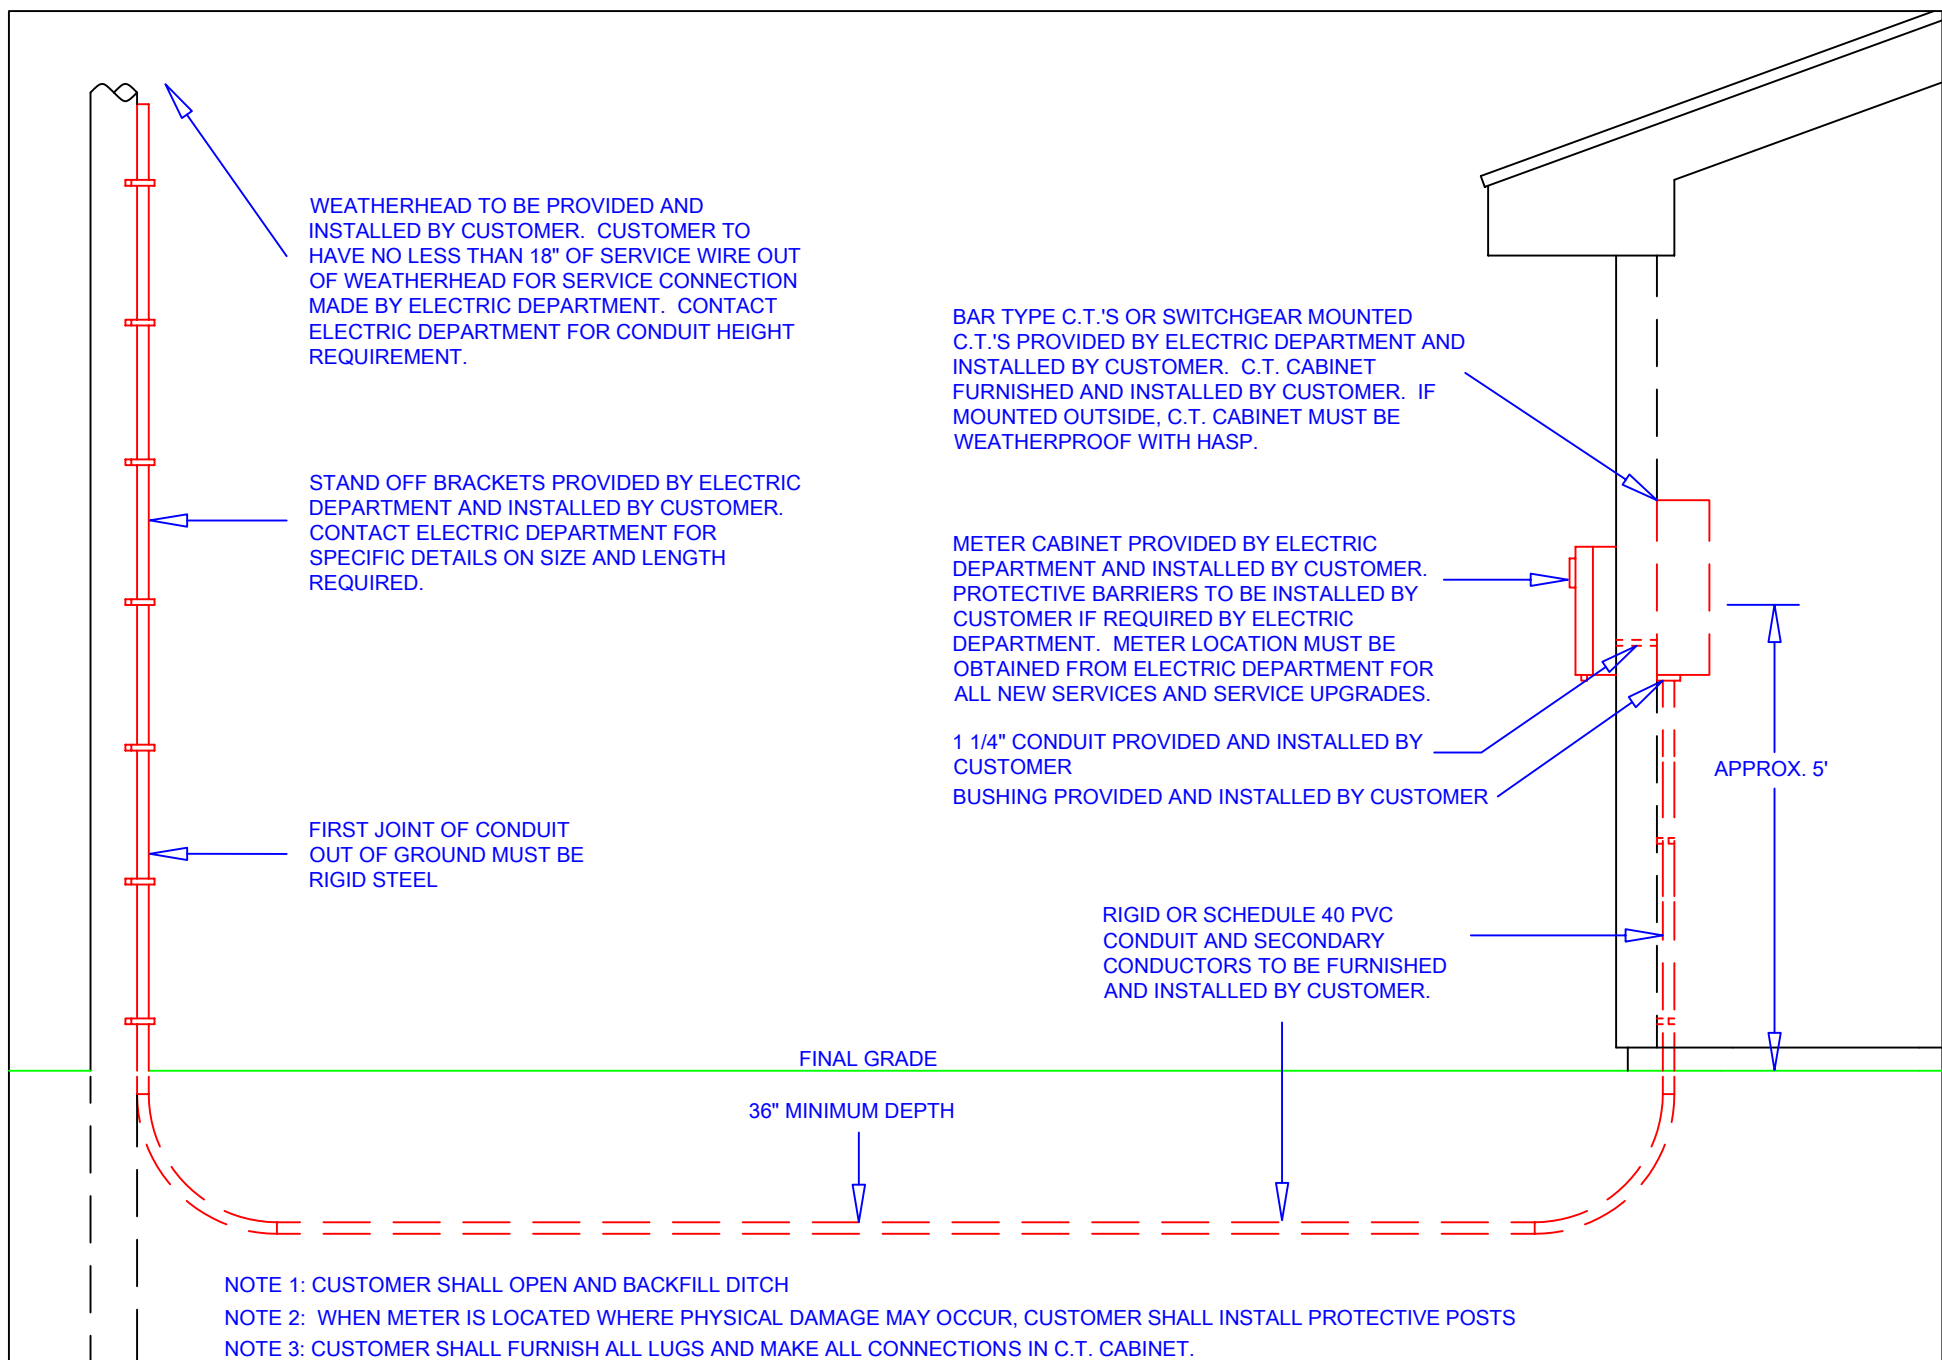 WEATHERHEAD TO BE PROVIDED AND
INSTALLED BY CUSTOMER. CUSTOMER TO
HAVE NO LESS THAN 18" OF SERVICE WIRE OUT
OF WEATHERHEAD FOR SERVICE CONNECTION
MADE BY ELECTRIC DEPARTMENT. CONTACT
ELECTRIC DEPARTMENT FOR CONDUIT HEIGHT
REQUIREMENT.
BAR TYPE C.T.'S OR SWITCHGEAR MOUNTED
C.T.'S PROVIDED BY ELECTRIC DEPARTMENT AND
INSTALLED BY CUSTOMER. C.T. CABINET
FURNISHED AND INSTALLED BY CUSTOMER. IF
MOUNTED OUTSIDE, C.T. CABINET MUST BE
WEATHERPROOF WITH HASP.
STAND OFF BRACKETS PROVIDED BY ELECTRIC
DEPARTMENT AND INSTALLED BY CUSTOMER.
CONTACT ELECTRIC DEPARTMENT FOR
SPECIFIC DETAILS ON SIZE AND LENGTH
REQUIRED.
METER CABINET PROVIDED BY ELECTRIC
DEPARTMENT AND INSTALLED BY CUSTOMER.
PROTECTIVE BARRIERS TO BE INSTALLED BY
CUSTOMER IF REQUIRED BY ELECTRIC
DEPARTMENT. METER LOCATION MUST BE
OBTAINED FROM ELECTRIC DEPARTMENT FOR
ALL NEW SERVICES AND SERVICE UPGRADES.
1 1/4" CONDUIT PROVIDED AND INSTALLED BY
CUSTOMER
BUSHING PROVIDED AND INSTALLED BY CUSTOMER
APPROX. 5'
FIRST JOINT OF CONDUIT
OUT OF GROUND MUST BE
RIGID STEEL
RIGID OR SCHEDULE 40 PVC
CONDUIT AND SECONDARY
CONDUCTORS TO BE FURNISHED
AND INSTALLED BY CUSTOMER.
FINAL GRADE
36" MINIMUM DEPTH
NOTE 1: CUSTOMER SHALL OPEN AND BACKFILL DITCH
NOTE 2: WHEN METER IS LOCATED WHERE PHYSICAL DAMAGE MAY OCCUR, CUSTOMER SHALL INSTALL PROTECTIVE POSTS
NOTE 3: CUSTOMER SHALL FURNISH ALL LUGS AND MAKE ALL CONNECTIONS IN C.T. CABINET.